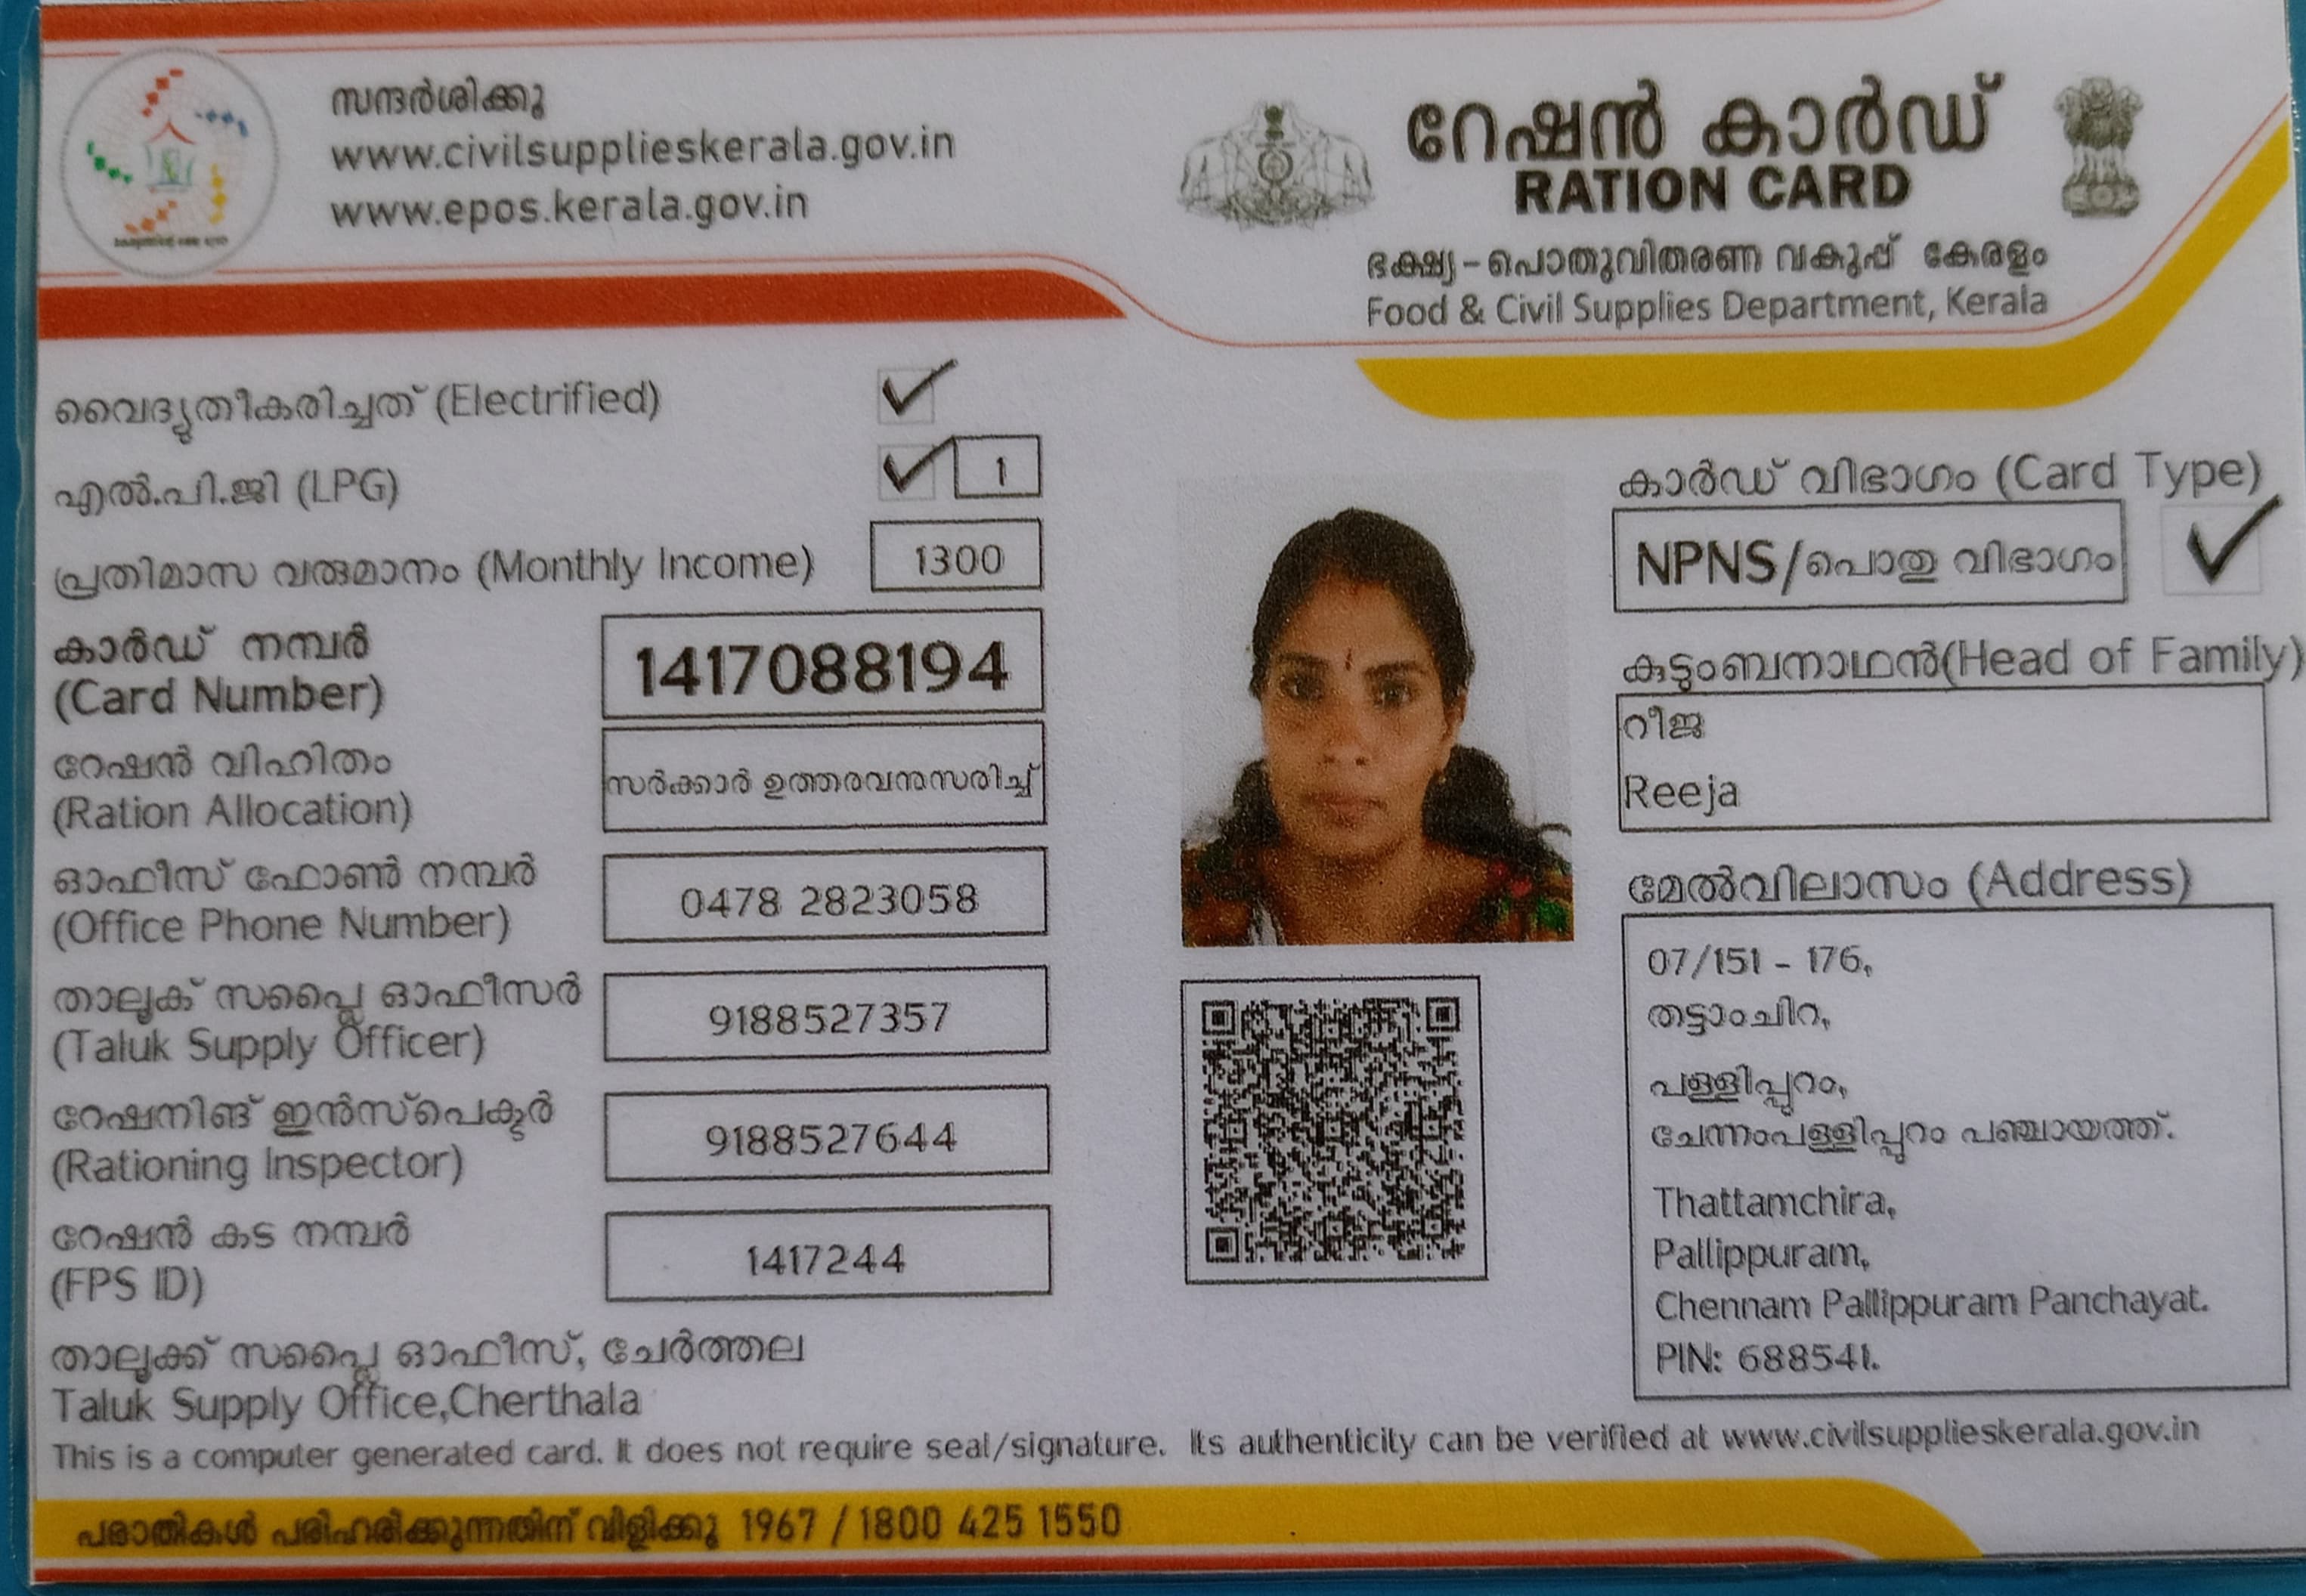 സന്ദർശിക്കൂ
www.civilsupplieskerala.gov.in
www.epos.kerala.gov.in
റേഷൻ കാർഡ്
RATION CARD
ഭക്ഷ്യ-പൊതുവിതരണ വകുപ്പ് കേരളം
Food & Civil Supplies Department, Kerala
വൈദ്യുതീകരിച്ചത് (Electrified)
എൽ.പി.ജി (LPG) 1
പ്രതിമാസ വരുമാനം (Monthly Income) 1300
കാർഡ് നമ്പർ
(Card Number) 1417088194
റേഷൻ വിഹിതം
(Ration Allocation) സർക്കാർ ഉത്തരവനുസരിച്ച്
ഓഫീസ് ഫോൺ നമ്പർ
(Office Phone Number) 0478 2823058
താലൂക് സപ്ലൈ ഓഫീസർ
(Taluk Supply Officer) 9188527357
റേഷനിങ് ഇൻസ്പെക്ടർ
(Rationing Inspector) 9188527644
റേഷൻ കട നമ്പർ
(FPS ID) 1417244
താലൂക്ക് സപ്ലൈ ഓഫീസ്, ചേർത്തല
Taluk Supply Office,Cherthala
കാർഡ് വിഭാഗം (Card Type)
NPNS/പൊതു വിഭാഗം
കുടുംബനാഥൻ(Head of Family)
റീജ
Reeja
മേൽവിലാസം (Address)
07/151 - 176,
തട്ടാംചിറ,
പള്ളിപ്പുറം,
ചേന്നംപള്ളിപ്പുറം പഞ്ചായത്ത്.
Thattamchira,
Pallippuram,
Chennam Pallippuram Panchayat.
PIN: 688541.
This is a computer generated card. It does not require seal/signature. Its authenticity can be verified at www.civilsupplieskerala.gov.in
പരാതികൾ പരിഹരിക്കുന്നതിന് വിളിക്കൂ 1967 / 1800 425 1550